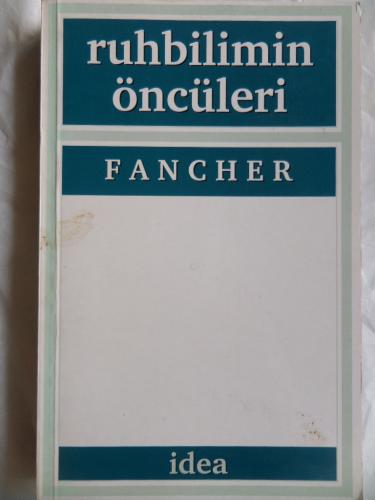 ruhbilimin
öncüleri
FANCHER
idea